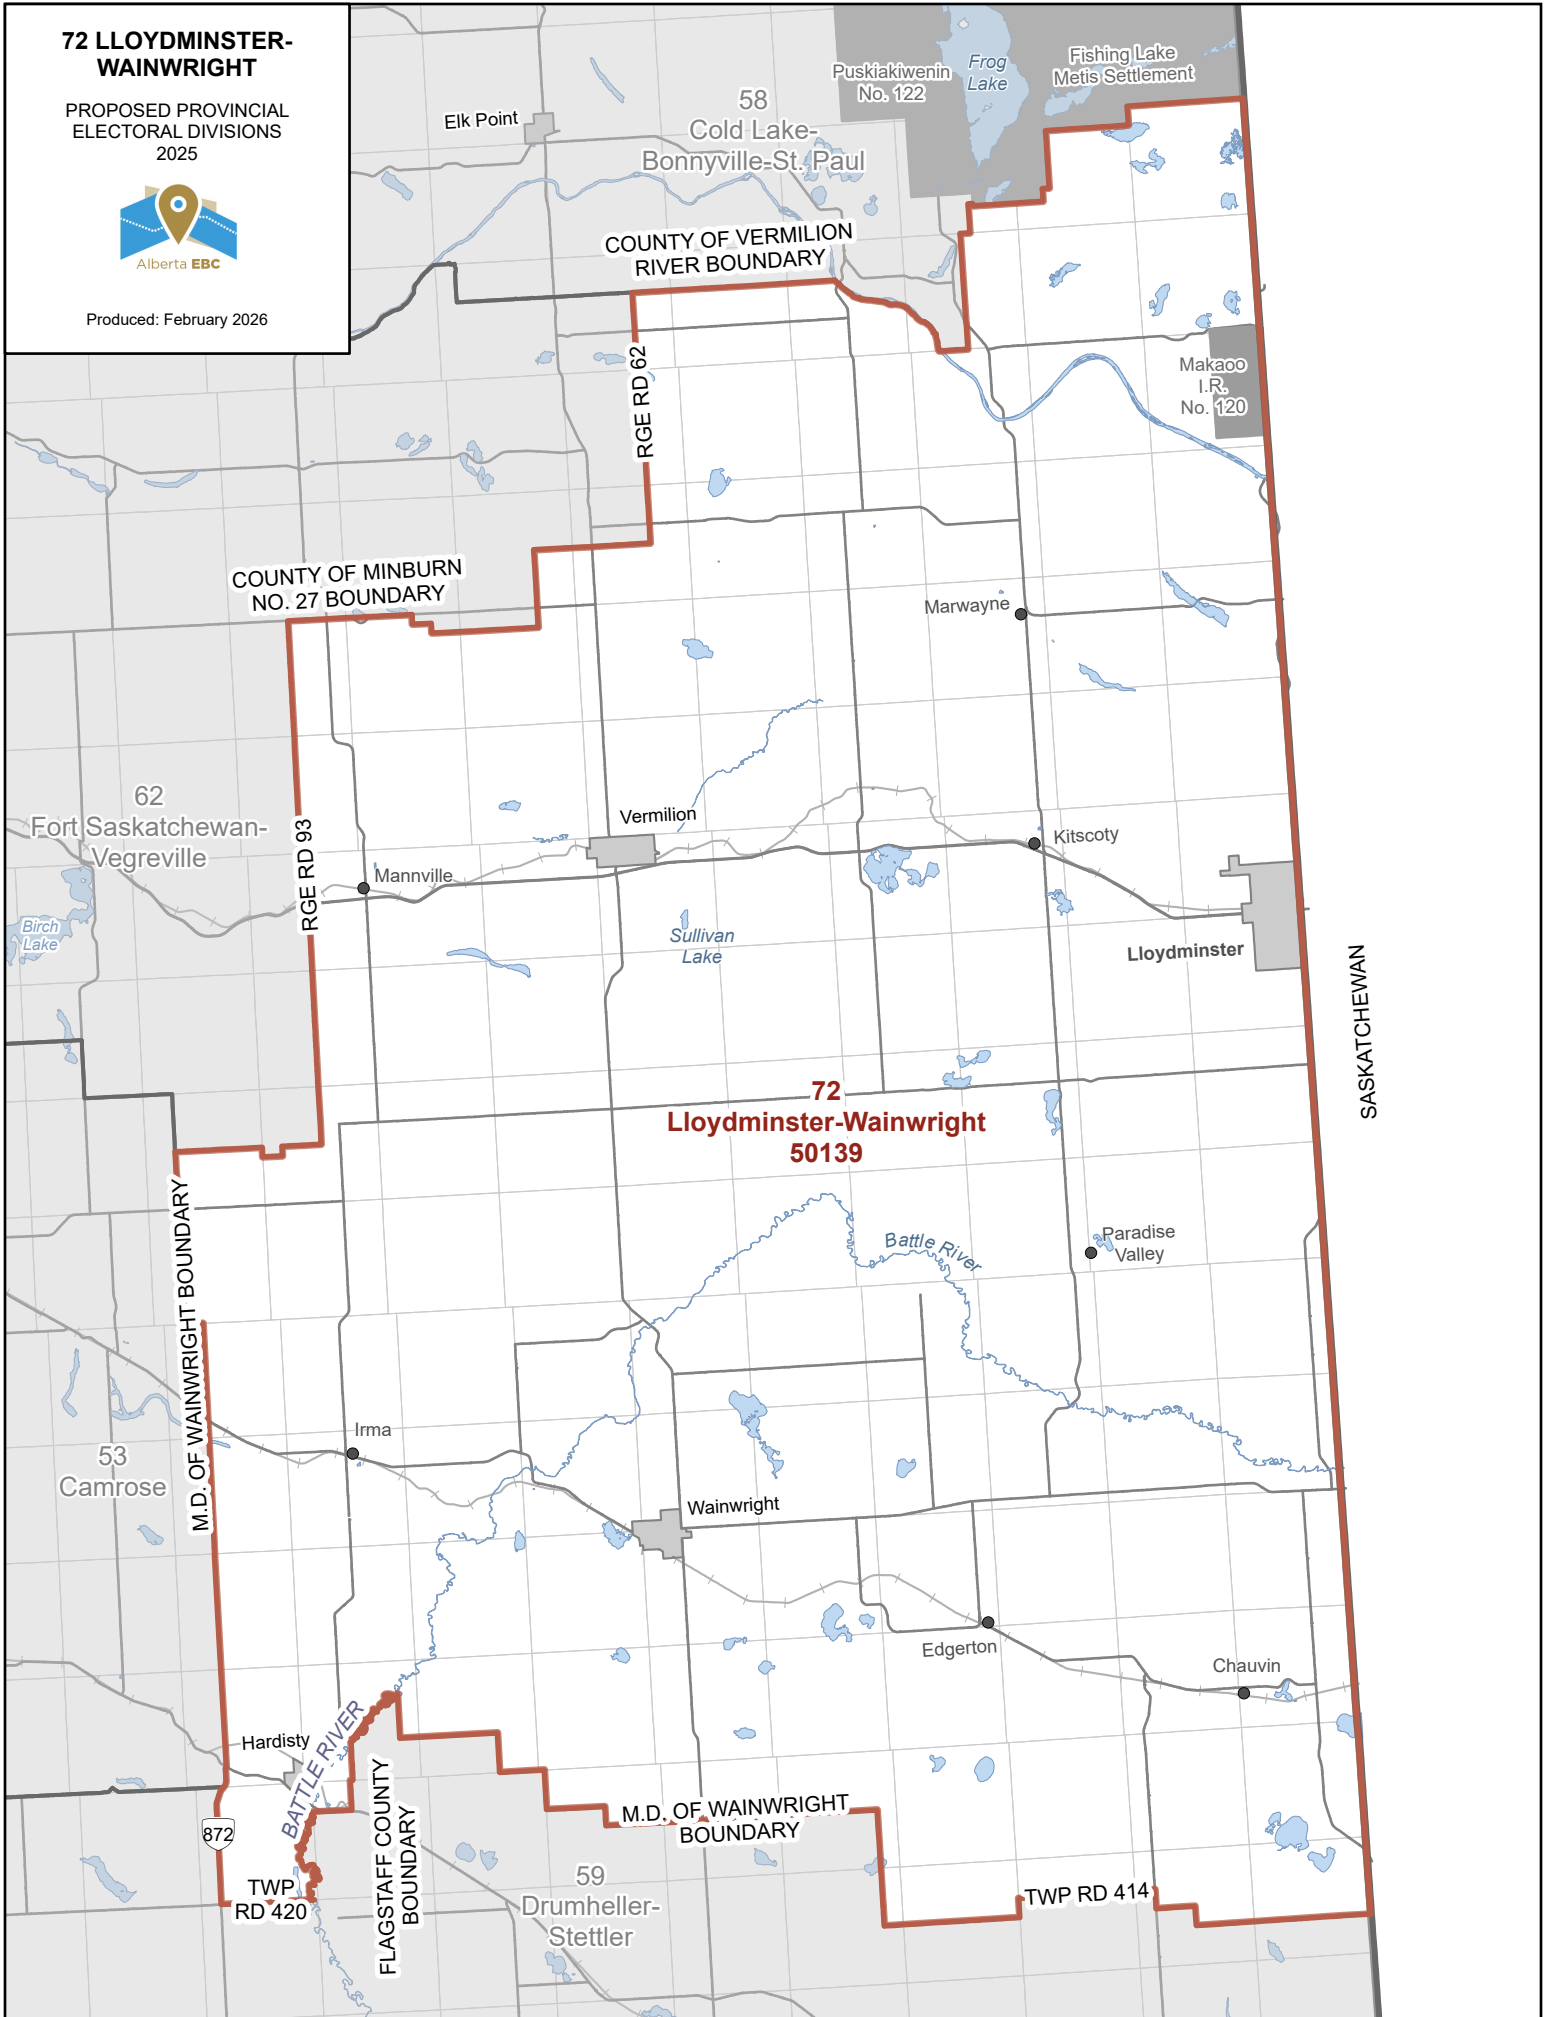 72 LLOYDMINSTER-
WAINWRIGHT
PROPOSED PROVINCIAL
ELECTORAL DIVISIONS
2025
Alberta EBC
Produced: February 2026
Elk Point
58
Cold Lake-
Bonnyville-St. Paul
Puskiakiwenin
No. 122
Frog
Lake
Fishing Lake
Metis Settlement
COUNTY OF VERMILION
RIVER BOUNDARY
RGE RD 62
Makaoo
I.R.
No. 120
COUNTY OF MINBURN
NO. 27 BOUNDARY
Marwayne
62
Fort Saskatchewan-
Vegreville
RGE RD 93
Vermilion
Kitscoty
Mannville
Birch
Lake
Sullivan
Lake
Lloydminster
SASKATCHEWAN
72
Lloydminster-Wainwright
50139
M.D. OF WAINWRIGHT BOUNDARY
Battle River
Paradise
Valley
Irma
53
Camrose
Wainwright
Edgerton
Chauvin
Hardisty
BATTLE RIVER
872
FLAGSTAFF COUNTY
BOUNDARY
M.D. OF WAINWRIGHT
BOUNDARY
TWP
RD 420
59
Drumheller-
Stettler
TWP RD 414